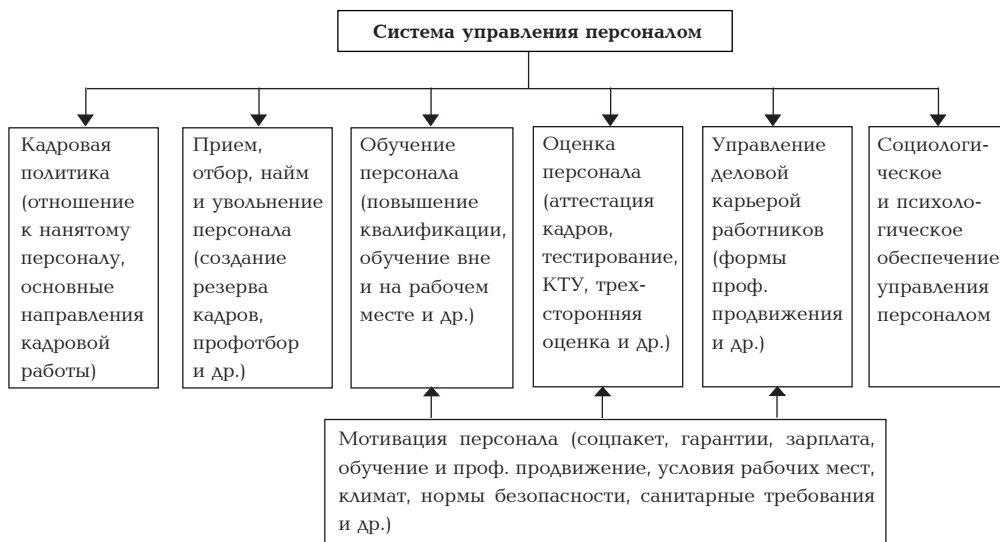 Система управления персоналом
Кадровая
политика
(отношение
к нанятому
персоналу,
основные
направления
кадровой
работы)
Прием,
отбор, найм
и увольнение
персонала
(создание
резерва
кадров,
профотбор
и др.)
Обучение
персонала
(повышение
квалификации,
обучение вне
и на рабочем
месте и др.)
Оценка
персонала
(аттестация
кадров,
тестирование,
КТУ, трех-
сторонняя
оценка и др.)
Управление
деловой
карьерой
работников
(формы
проф.
продвижения
и др.)
Социологи-
ческое
и психоло-
гическое
обеспечение
управления
персоналом
Мотивация персонала (соцпакет, гарантии, зарплата,
обучение и проф. продвижение, условия рабочих мест,
климат, нормы безопасности, санитарные требования
и др.)